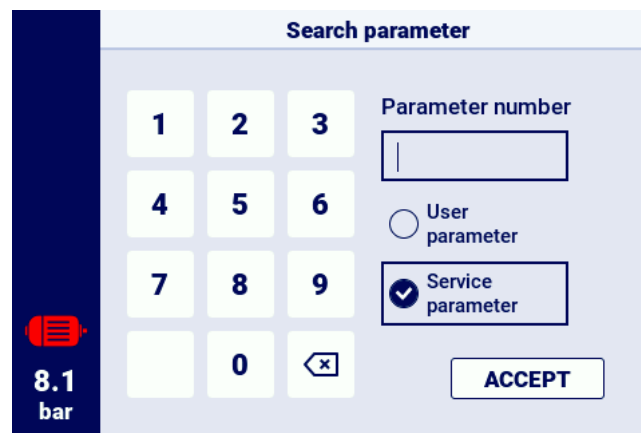 Search parameter
1 2 3
4 5 6
7 8 9
0
Parameter number
User
parameter
Service
parameter
ACCEPT
8.1
bar